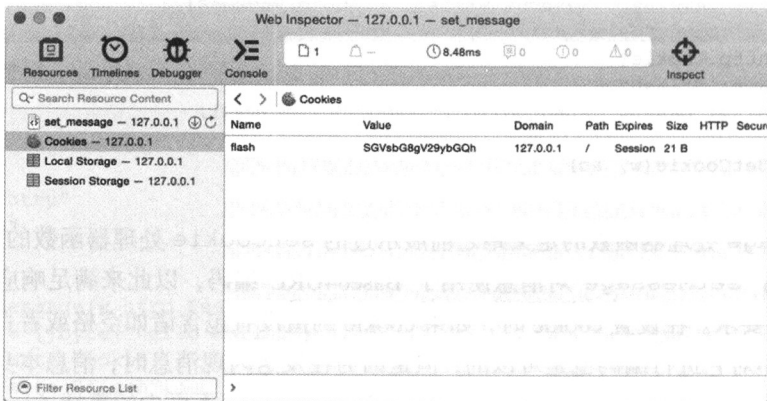 Web Inspector — 127.0.0.1 — set_message
Resources Timelines Debugger Console
1 — 8.48ms 0 0 0
Inspect
Search Resource Content
Cookies
set_message — 127.0.0.1
Cookies — 127.0.0.1
Local Storage — 127.0.0.1
Session Storage — 127.0.0.1
Name Value Domain Path Expires Size HTTP Secure
flash SGVsbG8gV29ybGQh 127.0.0.1 / Session 21 B
Filter Resource List
>